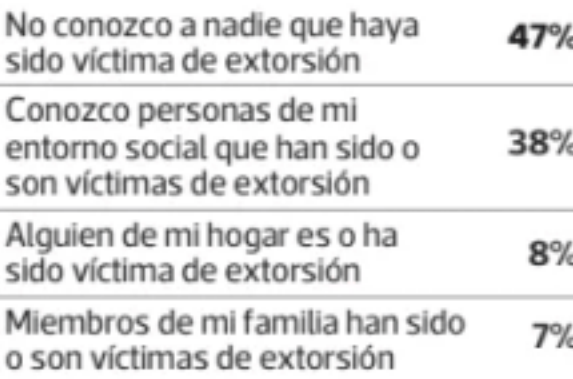 No conozco a nadie que haya 47%
sido víctima de extorsión
Conozco personas de mi
entorno social que han sido o 38%
son víctimas de extorsión
Alguien de mi hogar es o ha 8%
sido víctima de extorsión
Miembros de mi familia han sido 7%
o son víctimas de extorsión